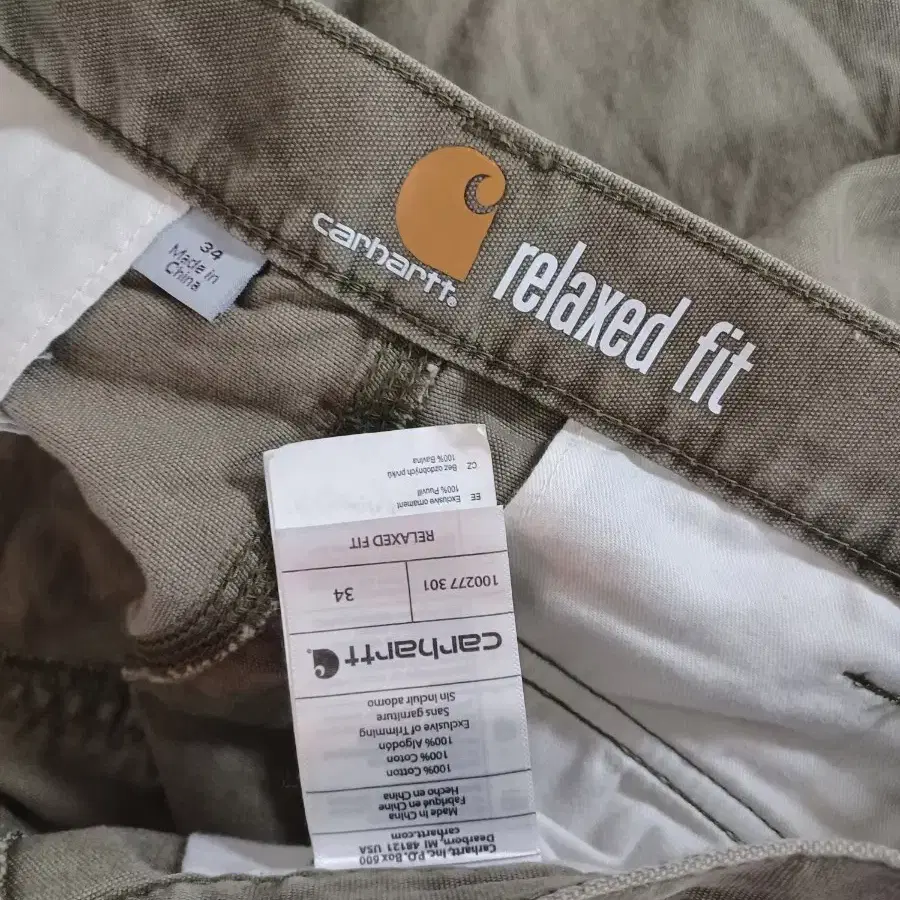 carhartt.
relaxed fit
34
Made in
China
Carhartt, Inc. P.O. Box 600
Dearborn, MI 48121 USA
carhartt.com
Made in China
Fabriqué en Chine
Hecho en China
100% Cotton
100% Coton
100% Algodón
Exclusive of Trimming
Sans garniture
Sin incluir adorno
carhartt
34
100277 301
RELAXED FIT
EE Exclusive ornament
100% Puuvill
CZ Bez ozdobných prvků
100% Bavlna